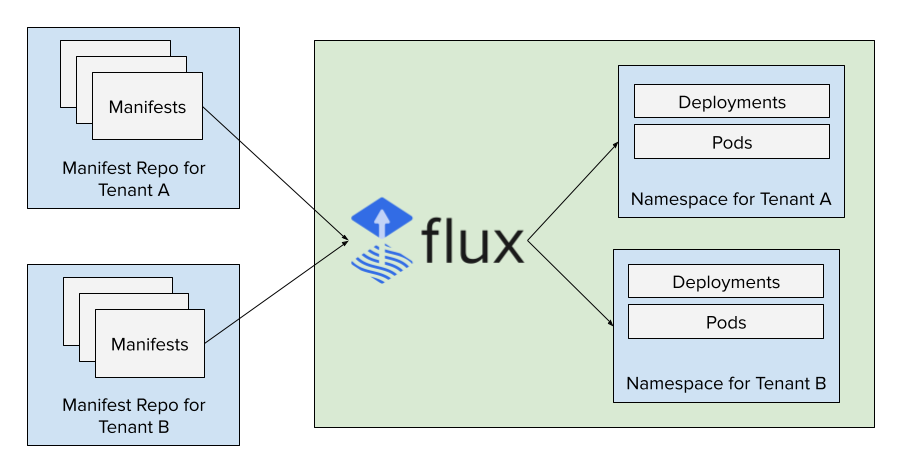 Manifests
Manifest Repo for
Tenant A
Manifests
Manifest Repo for
Tenant B
flux
Deployments
Pods
Namespace for Tenant A
Deployments
Pods
Namespace for Tenant B